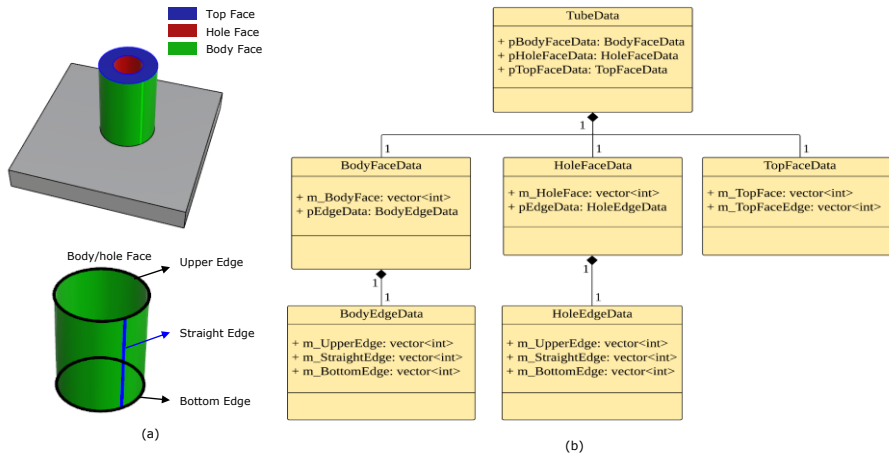 Top Face
Hole Face
Body Face
Body/hole Face
Upper Edge
Straight Edge
Bottom Edge
(a)
TubeData
+ pBodyFaceData: BodyFaceData
+ pHoleFaceData: HoleFaceData
+ pTopFaceData: TopFaceData
1
1
1
1
BodyFaceData
+ m_BodyFace: vector<int>
+ pEdgeData: BodyEdgeData
HoleFaceData
+ m_HoleFace: vector<int>
+ pEdgeData: HoleEdgeData
TopFaceData
+ m_TopFace: vector<int>
+ m_TopFaceEdge: vector<int>
1
1
1
1
BodyEdgeData
+ m_UpperEdge: vector<int>
+ m_StraightEdge: vector<int>
+ m_BottomEdge: vector<int>
HoleEdgeData
+ m_UpperEdge: vector<int>
+ m_StraightEdge: vector<int>
+ m_BottomEdge: vector<int>
(b)